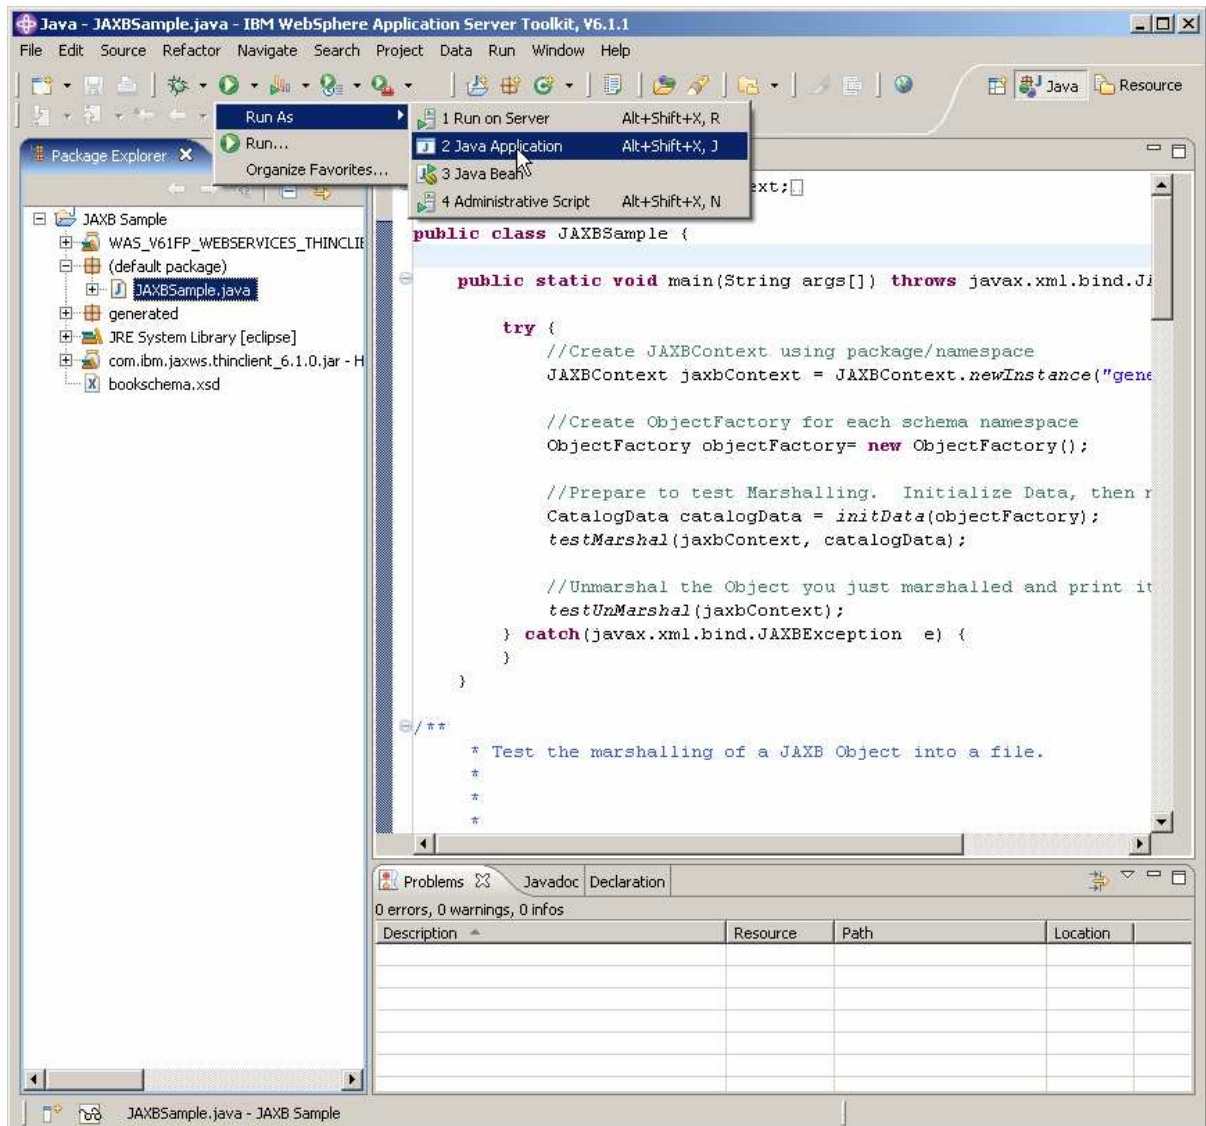 Java - JAXBSample.java - IBM WebSphere Application Server Toolkit, V6.1.1
File Edit Source Refactor Navigate Search Project Data Run Window Help
Java Resource
Run As
Run...
Organize Favorites...
1 Run on Server Alt+Shift+X, R
2 Java Application Alt+Shift+X, J
3 Java Bean
4 Administrative Script Alt+Shift+X, N
Package Explorer
JAXB Sample
WAS_V61FP_WEBSERVICES_THINCLIE
(default package)
JAXBSample.java
generated
JRE System Library [eclipse]
com.ibm.jaxws.thinclient_6.1.0.jar - H
bookschema.xsd
ext;
public class JAXBSample {
public static void main(String args[]) throws javax.xml.bind.JA
try {
//Create JAXBContext using package/namespace
JAXBContext jaxbContext = JAXBContext.newInstance("gene
//Create ObjectFactory for each schema namespace
ObjectFactory objectFactory= new ObjectFactory();
//Prepare to test Marshalling. Initialize Data, then r
CatalogData catalogData = initData(objectFactory);
testMarshal(jaxbContext, catalogData);
//Unmarshal the Object you just marshalled and print it
testUnMarshal(jaxbContext);
} catch(javax.xml.bind.JAXBException e) {
}
}
/**
* Test the marshalling of a JAXB Object into a file.
*
*
*
Problems Javadoc Declaration
0 errors, 0 warnings, 0 infos
Description Resource Path Location
JAXBSample.java - JAXB Sample